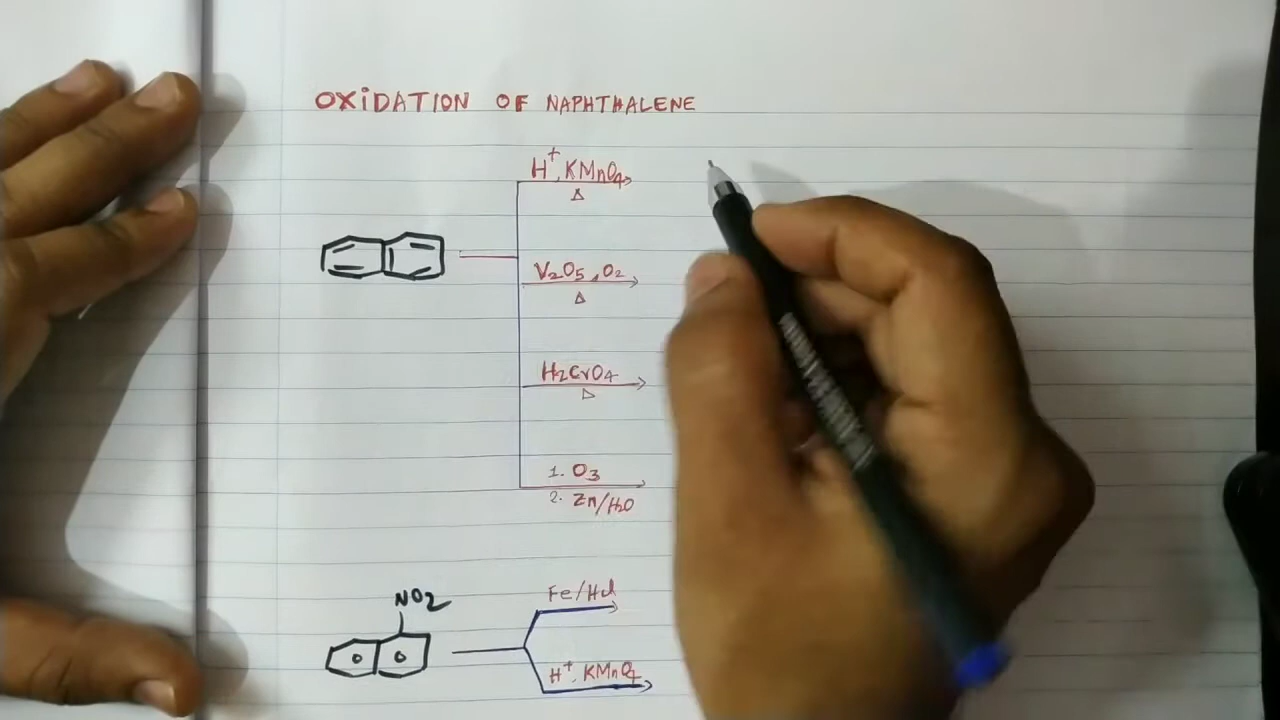 OXiDATION OF NAPHTHALENE
H⁺, KMnO₄
Δ
V₂O₅, O₂
Δ
H₂CrO₄
Δ
1. O₃
2. Zn/H₂O
NO₂
Fe/Hcl
H⁺, KMnO₄